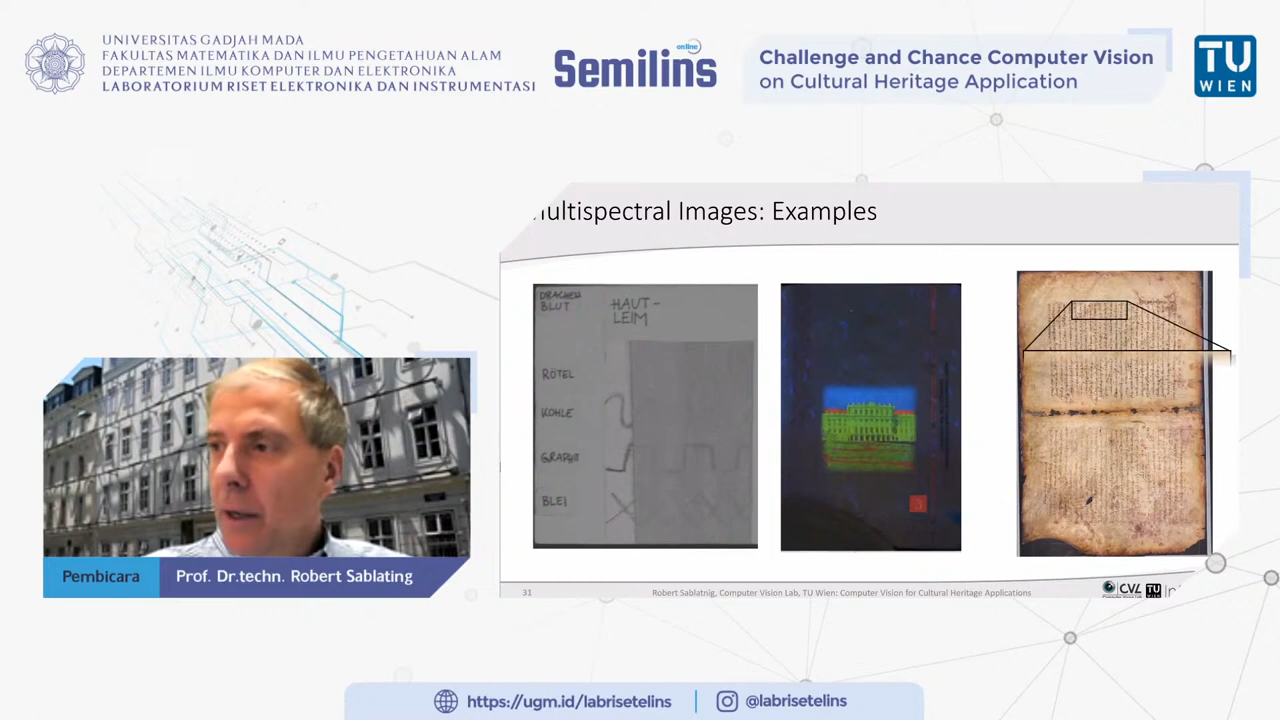 UNIVERSITAS GADJAH MADA
FAKULTAS MATEMATIKA DAN ILMU PENGETAHUAN ALAM
DEPARTEMEN ILMU KOMPUTER DAN ELEKTRONIKA
LABORATORIUM RISET ELEKTRONIKA DAN INSTRUMENTASI
online
Semilins
Challenge and Chance Computer Vision
on Cultural Heritage Application
TU
WIEN
ultispectral Images: Examples
DRACHEN
BLUT
HAUT-
LEIM
RÖTEL
KOHLE
GRAPHIT
BLEI
Pembicara
Prof. Dr.techn. Robert Sablating
31
Robert Sablatnig, Computer Vision Lab, TU Wien: Computer Vision for Cultural Heritage Applications
CVL
TU
https://ugm.id/labrisetelins
@labrisetelins